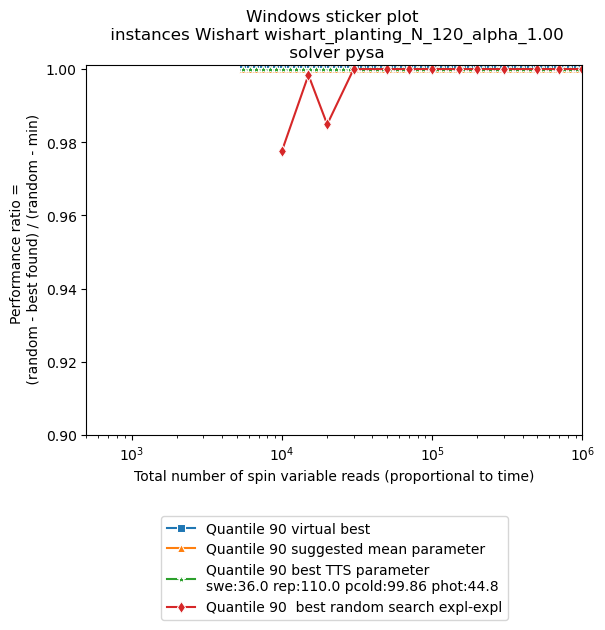 Windows sticker plot
instances Wishart wishart_planting_N_120_alpha_1.00
solver pysa
Performance ratio =
(random - best found) / (random - min)
1.00
0.98
0.96
0.94
0.92
0.90
10³
10⁴
10⁵
10⁶
Total number of spin variable reads (proportional to time)
Quantile 90 virtual best
Quantile 90 suggested mean parameter
Quantile 90 best TTS parameter
swe:36.0 rep:110.0 pcold:99.86 phot:44.8
Quantile 90  best random search expl-expl